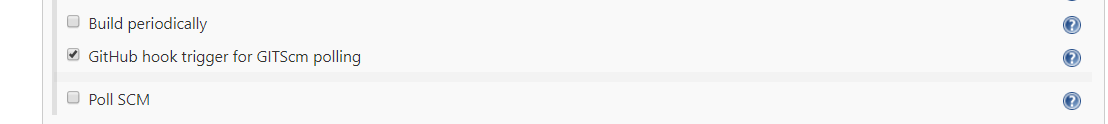 Build periodically
GitHub hook trigger for GITScm polling
Poll SCM